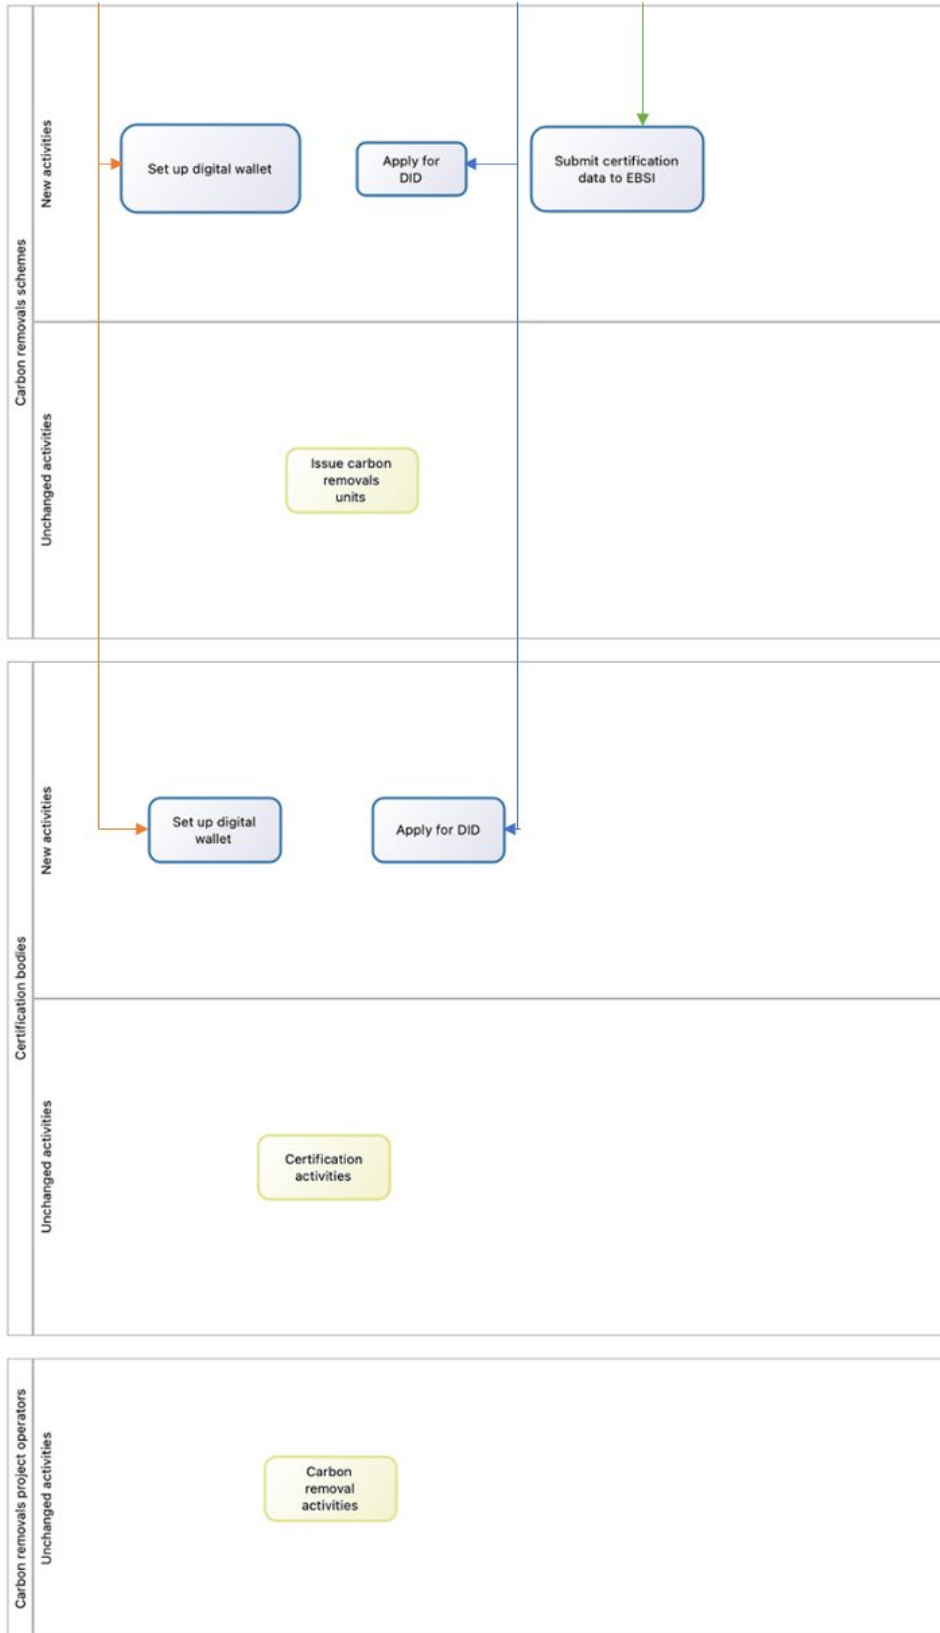 Carbon removals schemes
New activities
Set up digital wallet
Apply for
DID
Submit certification
data to EBSI
Unchanged activities
Issue carbon
removals
units
Certification bodies
New activities
Set up digital
wallet
Apply for DID
Unchanged activities
Certification
activities
Carbon removals project operators
Unchanged activities
Carbon
removal
activities